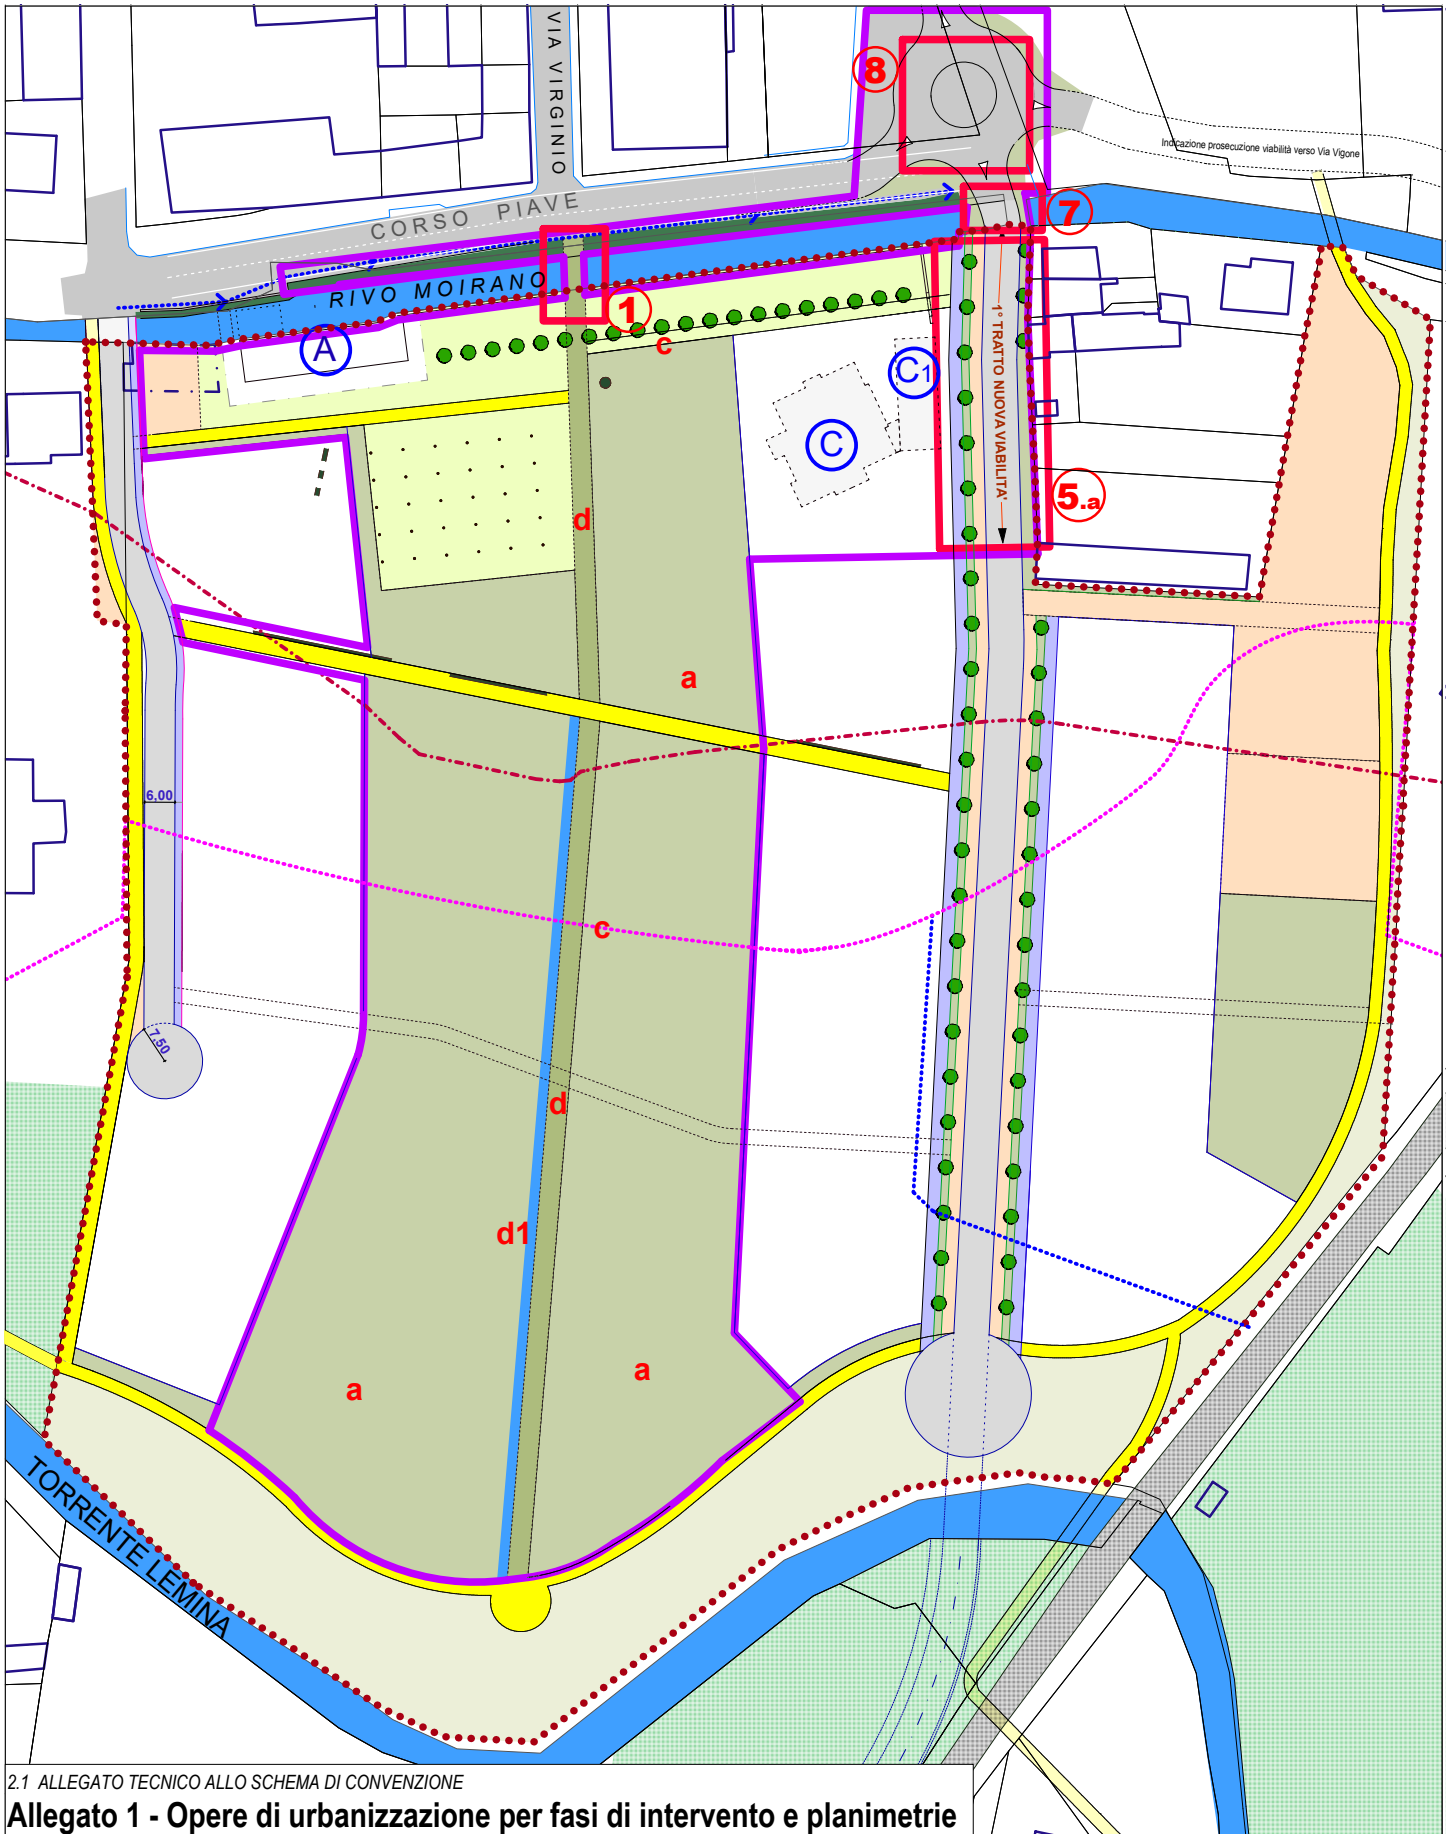 VIA VIRGINIO
8
Indicazione prosecuzione viabilità verso Via Vigone
CORSO PIAVE
7
RIVO MOIRANO
1
A
c
C1
1° TRATTO NUOVA VIABILITA'
C
5.a
d
a
6,00
c
7,50
d
d1
a
a
TORRENTE LEMINA
2.1 ALLEGATO TECNICO ALLO SCHEMA DI CONVENZIONE
Allegato 1 - Opere di urbanizzazione per fasi di intervento e planimetrie